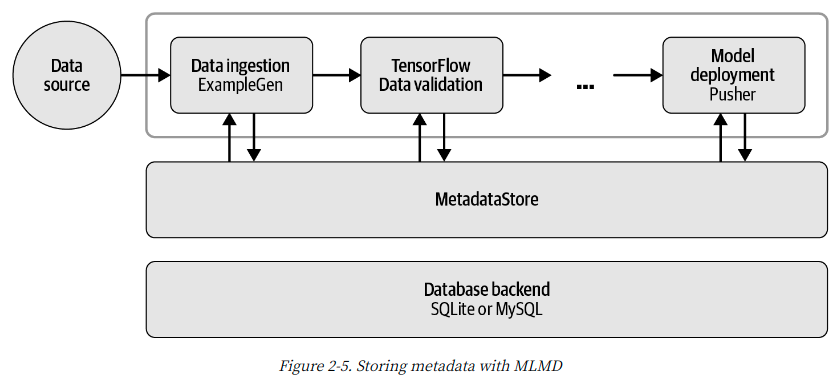 Data
source
Data ingestion
ExampleGen
TensorFlow
Data validation
...
Model
deployment
Pusher
MetadataStore
Database backend
SQLite or MySQL
Figure 2-5. Storing metadata with MLMD